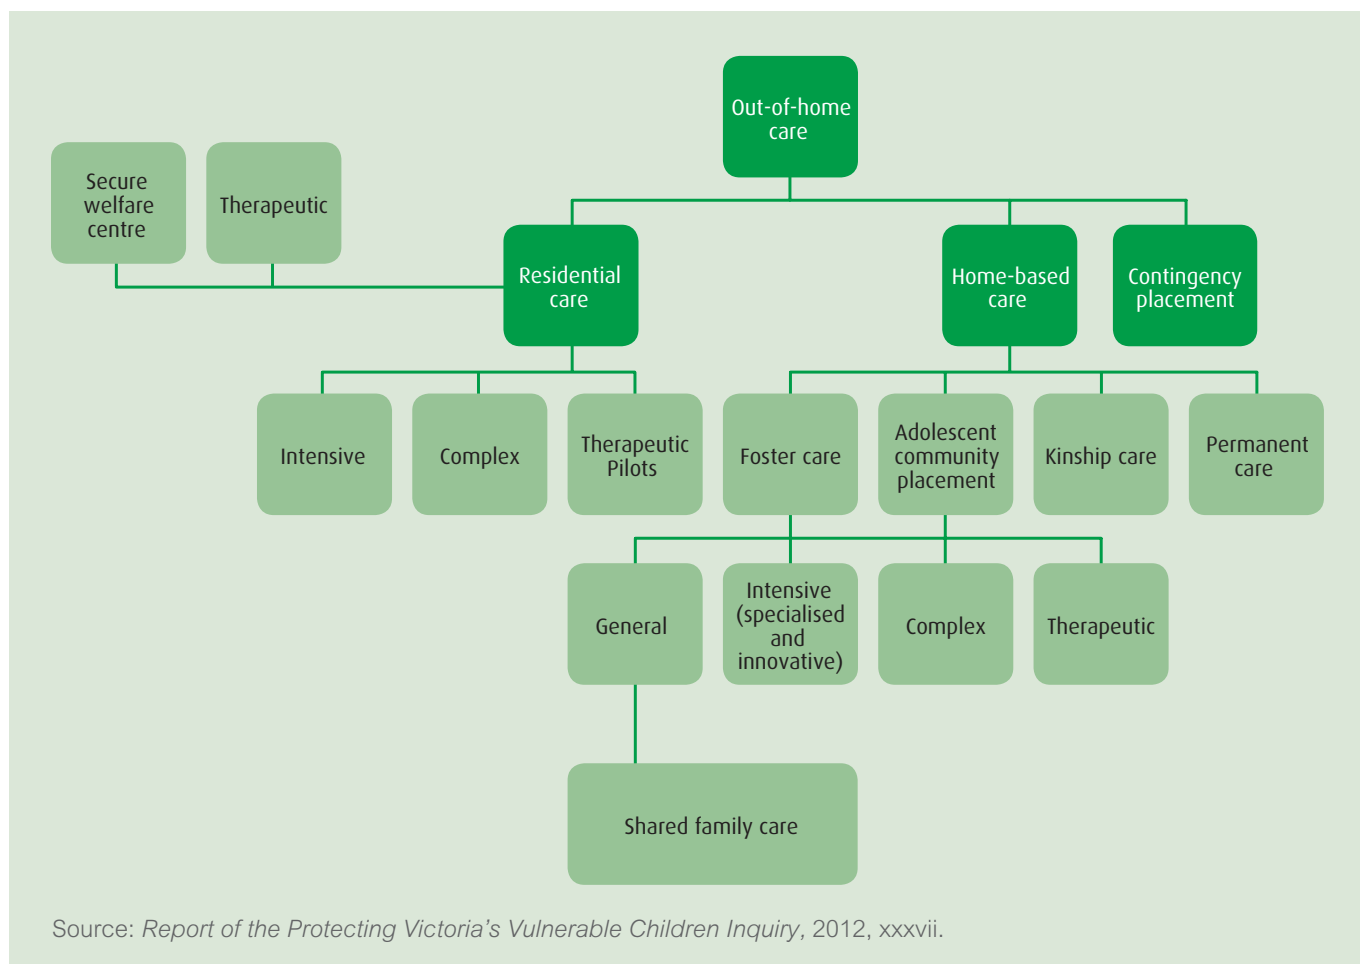 Out-of-home
care
Secure
welfare
centre
Therapeutic
Residential
care
Home-based
care
Contingency
placement
Intensive
Complex
Therapeutic
Pilots
Foster care
Adolescent
community
placement
Kinship care
Permanent
care
General
Intensive
(specialised
and
innovative)
Complex
Therapeutic
Shared family care
Source: Report of the Protecting Victoria's Vulnerable Children Inquiry, 2012, xxxvii.